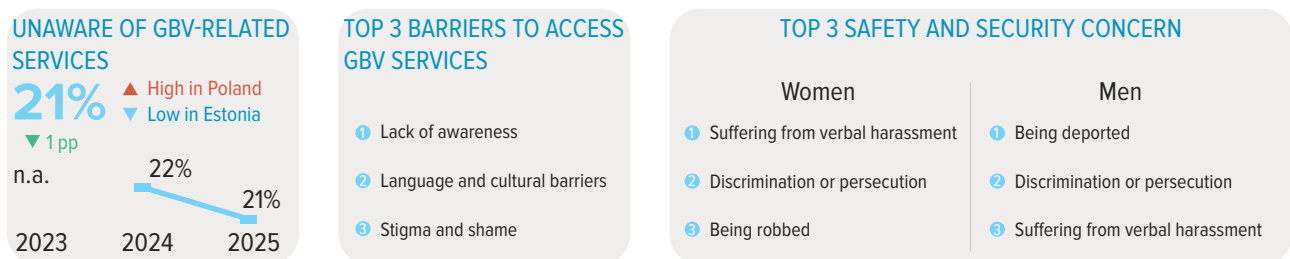 UNAWARE OF GBV-RELATED
SERVICES
21%
▲ High in Poland
▼ Low in Estonia
▼ 1 pp
n.a.
22%
21%
2023
2024
2025
TOP 3 BARRIERS TO ACCESS
GBV SERVICES
1 Lack of awareness
2 Language and cultural barriers
3 Stigma and shame
TOP 3 SAFETY AND SECURITY CONCERN
Women
1 Suffering from verbal harassment
2 Discrimination or persecution
3 Being robbed
Men
1 Being deported
2 Discrimination or persecution
3 Suffering from verbal harassment